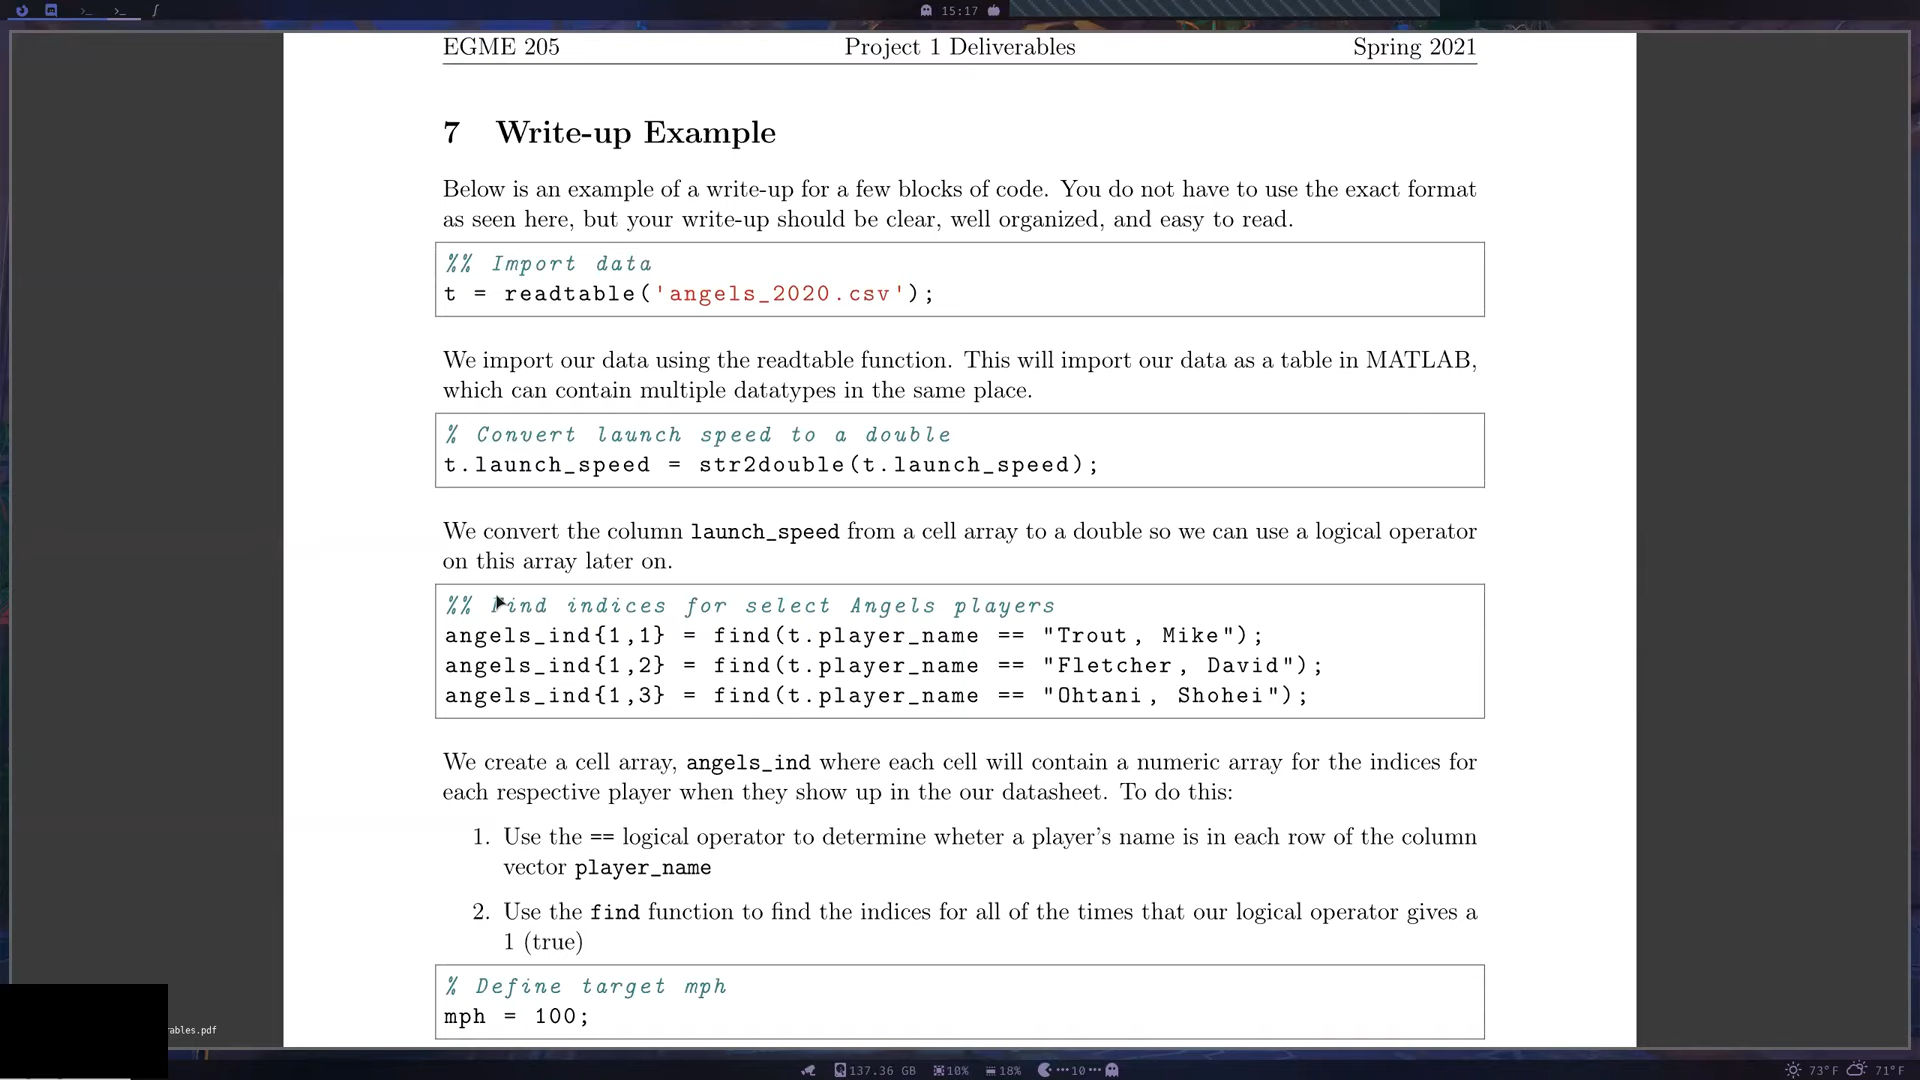 15:17
EGME 205 Project 1 Deliverables Spring 2021
7 Write-up Example
Below is an example of a write-up for a few blocks of code. You do not have to use the exact format
as seen here, but your write-up should be clear, well organized, and easy to read.
%% Import data
t = readtable('angels_2020.csv');
We import our data using the readtable function. This will import our data as a table in MATLAB,
which can contain multiple datatypes in the same place.
% Convert launch speed to a double
t.launch_speed = str2double(t.launch_speed);
We convert the column launch_speed from a cell array to a double so we can use a logical operator
on this array later on.
%% Find indices for select Angels players
angels_ind{1,1} = find(t.player_name == "Trout, Mike");
angels_ind{1,2} = find(t.player_name == "Fletcher, David");
angels_ind{1,3} = find(t.player_name == "Ohtani, Shohei");
We create a cell array, angels_ind where each cell will contain a numeric array for the indices for
each respective player when they show up in the our datasheet. To do this:
1. Use the == logical operator to determine wheter a player's name is in each row of the column
vector player_name
2. Use the find function to find the indices for all of the times that our logical operator gives a
1 (true)
% Define target mph
mph = 100;
ables.pdf
137.36 GB 10% 18% 10 73°F 71°F